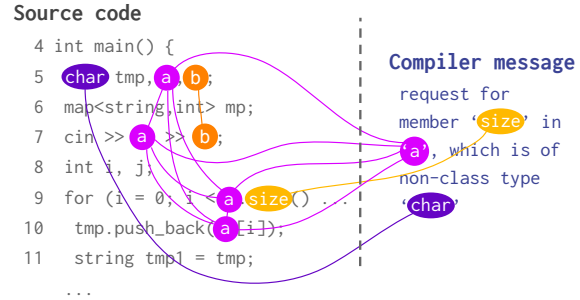 Source code
4 int main() {
5 char tmp, a, b;
6 map<string,int> mp;
7 cin >> a >> b;
8 int i, j;
9 for (i = 0; i < a.size() ...
10 tmp.push_back(a[i]);
11 string tmp1 = tmp;
...
Compiler message
request for
member ‘size’ in
‘a’, which is of
non-class type
‘char’